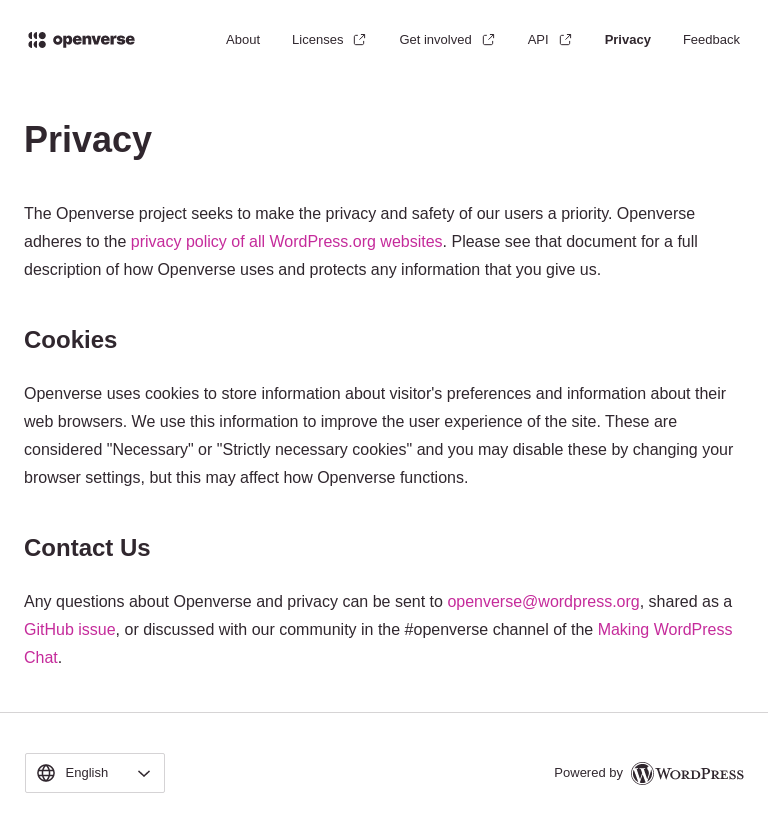 openverse About Licenses Get involved API Privacy Feedback
Privacy
The Openverse project seeks to make the privacy and safety of our users a priority. Openverse
adheres to the privacy policy of all WordPress.org websites. Please see that document for a full
description of how Openverse uses and protects any information that you give us.
Cookies
Openverse uses cookies to store information about visitor's preferences and information about their
web browsers. We use this information to improve the user experience of the site. These are
considered "Necessary" or "Strictly necessary cookies" and you may disable these by changing your
browser settings, but this may affect how Openverse functions.
Contact Us
Any questions about Openverse and privacy can be sent to openverse@wordpress.org, shared as a
GitHub issue, or discussed with our community in the #openverse channel of the Making WordPress
Chat.
English Powered by WordPress